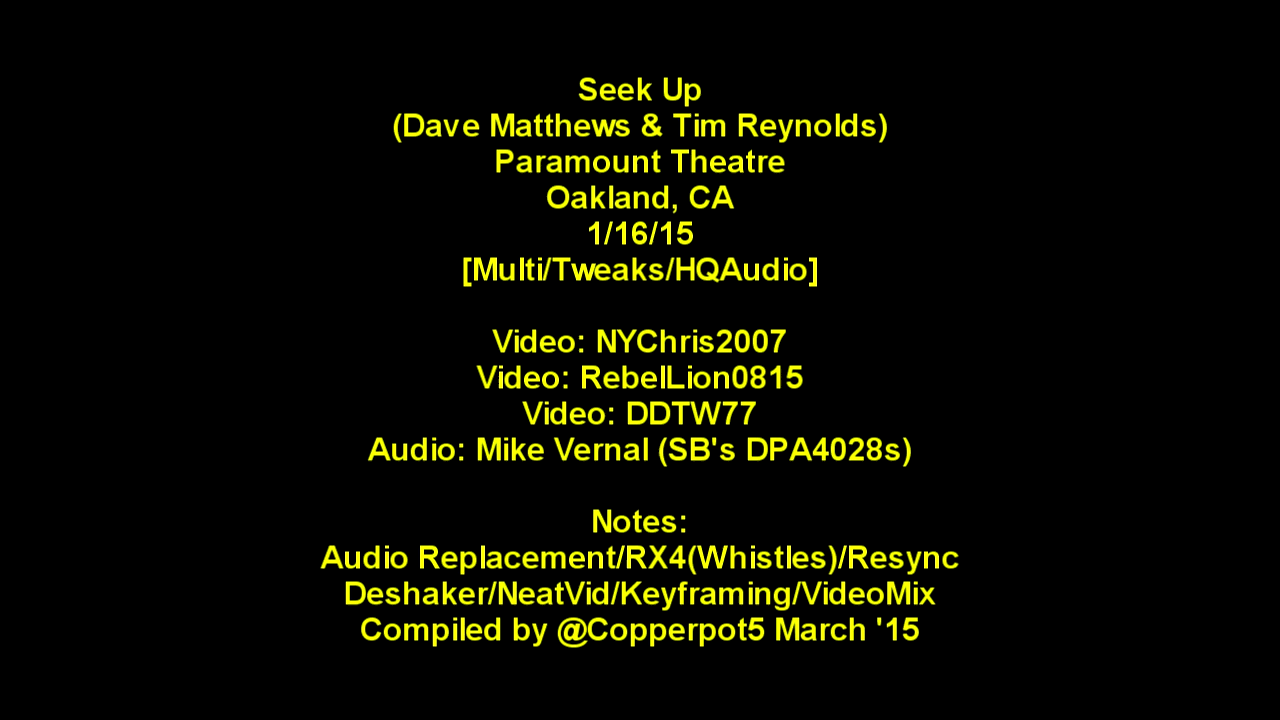 Seek Up
(Dave Matthews & Tim Reynolds)
Paramount Theatre
Oakland, CA
1/16/15
[Multi/Tweaks/HQAudio]
Video: NYChris2007
Video: RebelLion0815
Video: DDTW77
Audio: Mike Vernal (SB's DPA4028s)
Notes:
Audio Replacement/RX4(Whistles)/Resync
Deshaker/NeatVid/Keyframing/VideoMix
Compiled by @Copperpot5 March '15